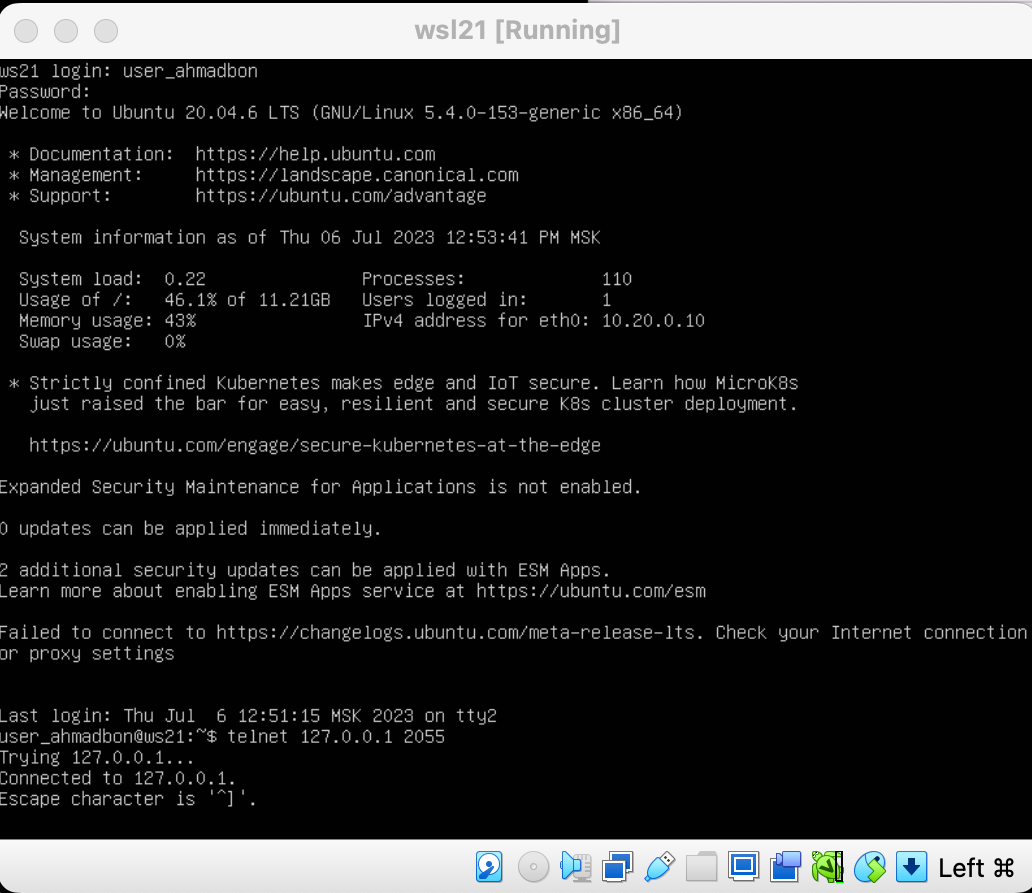 wsl21 [Running]
ws21 login: user_ahmadbon
Password:
Welcome to Ubuntu 20.04.6 LTS (GNU/Linux 5.4.0-153-generic x86_64)
* Documentation: https://help.ubuntu.com
* Management: https://landscape.canonical.com
* Support: https://ubuntu.com/advantage
System information as of Thu 06 Jul 2023 12:53:41 PM MSK
System load: 0.22 Processes: 110
Usage of /: 46.1% of 11.21GB Users logged in: 1
Memory usage: 43% IPv4 address for eth0: 10.20.0.10
Swap usage: 0%
* Strictly confined Kubernetes makes edge and IoT secure. Learn how MicroK8s
just raised the bar for easy, resilient and secure K8s cluster deployment.
https://ubuntu.com/engage/secure-kubernetes-at-the-edge
Expanded Security Maintenance for Applications is not enabled.
0 updates can be applied immediately.
2 additional security updates can be applied with ESM Apps.
Learn more about enabling ESM Apps service at https://ubuntu.com/esm
Failed to connect to https://changelogs.ubuntu.com/meta-release-lts. Check your Internet connection
or proxy settings
Last login: Thu Jul  6 12:51:15 MSK 2023 on tty2
user_ahmadbon@ws21:~$ telnet 127.0.0.1 2055
Trying 127.0.0.1...
Connected to 127.0.0.1.
Escape character is '^]'.
Left ⌘